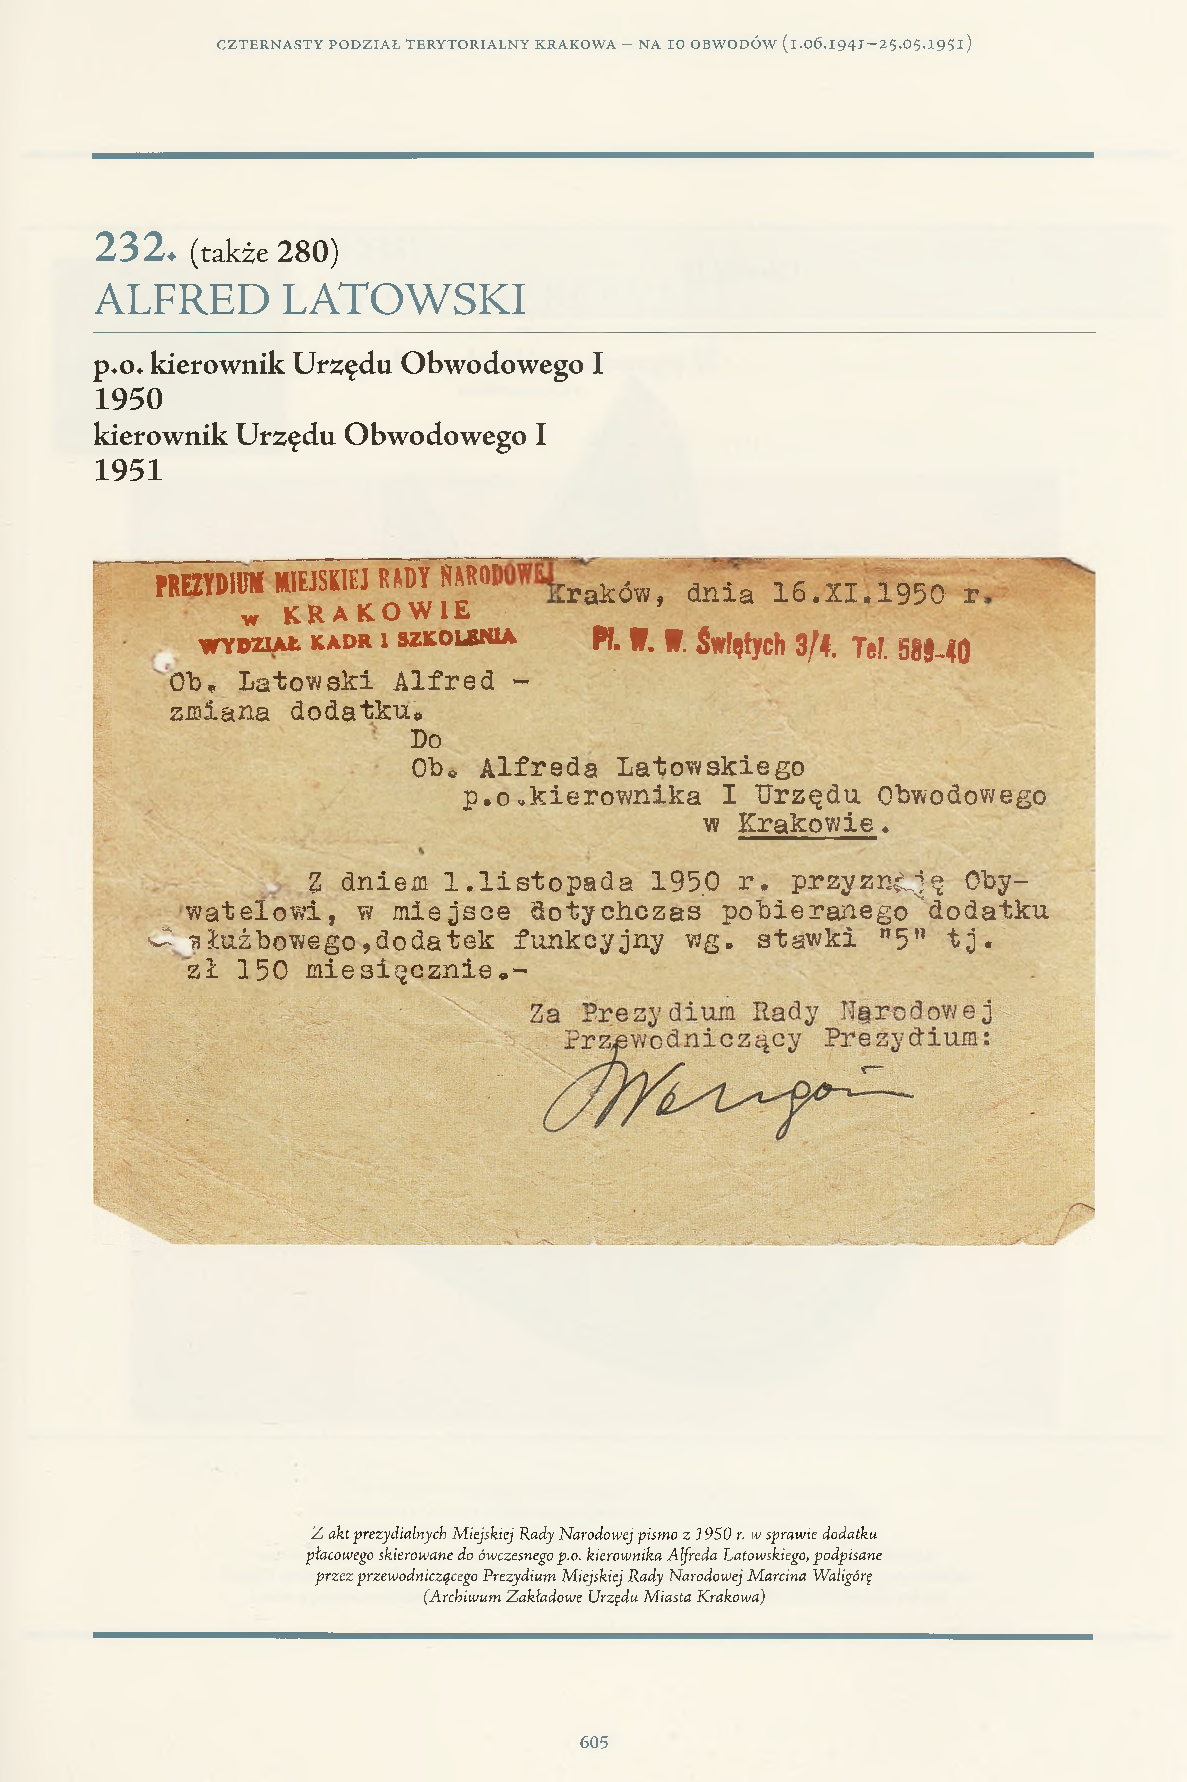 CZTERNASTY PODZIAŁ TERYTORIALNY KRAKOWA – NA 10 OBWODÓW (1.06.1941–25.05.1951)
232. (także 280)
ALFRED LATOWSKI
p.o. kierownik Urzędu Obwodowego I
1950
kierownik Urzędu Obwodowego I
1951
PREZYDIUM MIEJSKIEJ RADY NARODOWEJ
w KRAKOWIE
WYDZIAŁ KADR I SZKOLENIA
Kraków, dnia 16.XI.1950 r.
Pl. W. W. Świętych 3/4. Tel. 589-40
Ob. Latowski Alfred –
zmiana dodatku.
Do
Ob. Alfreda Latowskiego
p.o.kierownika I Urzędu Obwodowego
w Krakowie.
Z dniem 1.listopada 1950 r. przyznaję Oby-
watelowi, w miejsce dotychczas pobieranego dodatku
służbowego,dodatek funkcyjny wg. stawki "5" tj.
zł 150 miesięcznie.-
Za Prezydium Rady Narodowej
Przewodniczący Prezydium:
Z akt prezydialnych Miejskiej Rady Narodowej pismo z 1950 r. w sprawie dodatku
płacowego skierowane do ówczesnego p.o. kierownika Alfreda Latowskiego, podpisane
przez przewodniczącego Prezydium Miejskiej Rady Narodowej Marcina Waligórę
(Archiwum Zakładowe Urzędu Miasta Krakowa)
605